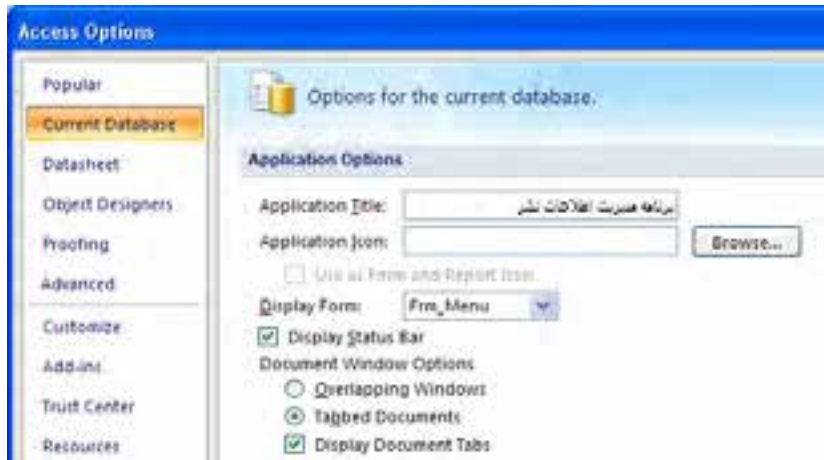 Access Options
Popular
Current Database
Datasheet
Object Designers
Proofing
Advanced
Customize
Add-ins
Trust Center
Resources
Options for the current database.
Application Options
Application Title: برنامه مدیریت اطلاعات نشر
Application Icon:
Browse...
Use as Form and Report Icon
Display Form: Frm_Menu
Display Status Bar
Document Window Options
Overlapping Windows
Tabbed Documents
Display Document Tabs